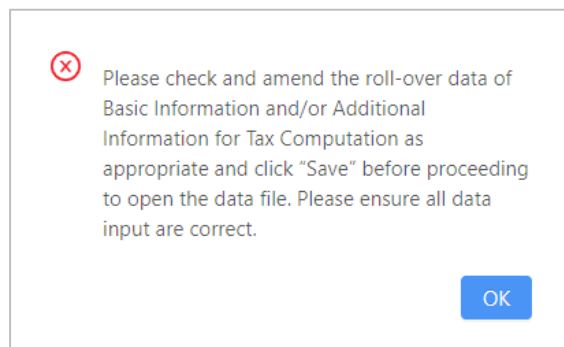 Please check and amend the roll-over data of
Basic Information and/or Additional
Information for Tax Computation as
appropriate and click “Save” before proceeding
to open the data file. Please ensure all data
input are correct.
OK